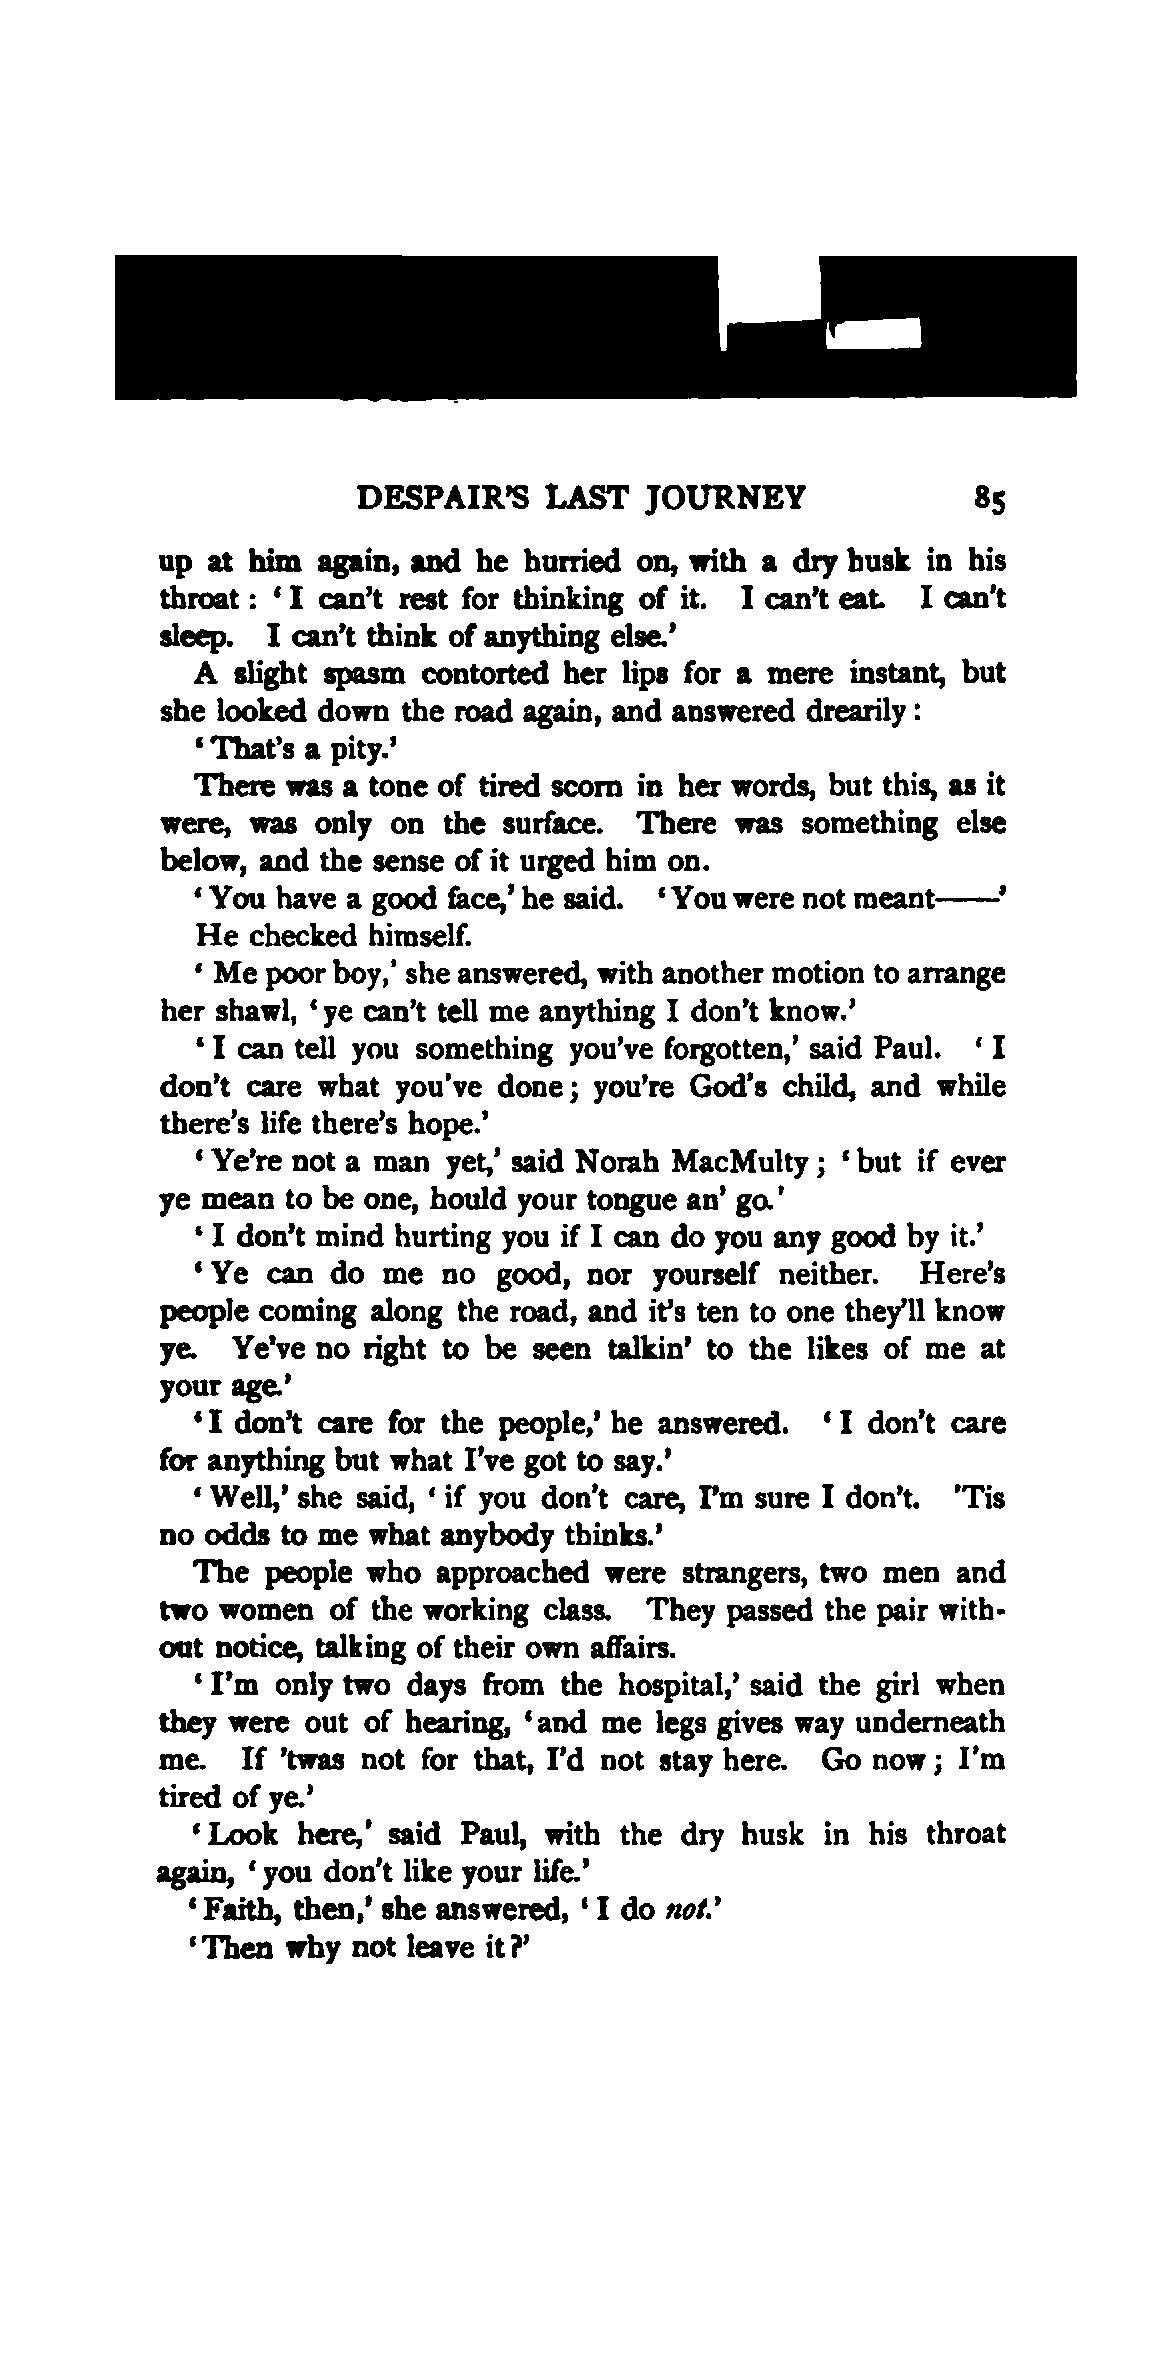 DESPAIR'S LAST JOURNEY 85
up at him again, and he hurried on, with a dry husk in his
throat : ‘I can't rest for thinking of it. I can't eat. I can't
sleep. I can't think of anything else.’
A slight spasm contorted her lips for a mere instant, but
she looked down the road again, and answered drearily :
‘That's a pity.’
There was a tone of tired scorn in her words, but this, as it
were, was only on the surface. There was something else
below, and the sense of it urged him on.
‘You have a good face,’ he said. ‘You were not meant——’
He checked himself.
‘Me poor boy,’ she answered, with another motion to arrange
her shawl, ‘ye can't tell me anything I don't know.’
‘I can tell you something you've forgotten,’ said Paul. ‘I
don't care what you've done; you're God's child, and while
there's life there's hope.’
‘Ye're not a man yet,’ said Norah MacMulty; ‘but if ever
ye mean to be one, hould your tongue an' go.’
‘I don't mind hurting you if I can do you any good by it.’
‘Ye can do me no good, nor yourself neither. Here's
people coming along the road, and it's ten to one they'll know
ye. Ye've no right to be seen talkin' to the likes of me at
your age.’
‘I don't care for the people,’ he answered. ‘I don't care
for anything but what I've got to say.’
‘Well,’ she said, ‘if you don't care, I'm sure I don't. 'Tis
no odds to me what anybody thinks.’
The people who approached were strangers, two men and
two women of the working class. They passed the pair with-
out notice, talking of their own affairs.
‘I'm only two days from the hospital,’ said the girl when
they were out of hearing, ‘and me legs gives way underneath
me. If 'twas not for that, I'd not stay here. Go now; I'm
tired of ye.’
‘Look here,’ said Paul, with the dry husk in his throat
again, ‘you don't like your life.’
‘Faith, then,’ she answered, ‘I do not.’
‘Then why not leave it?’